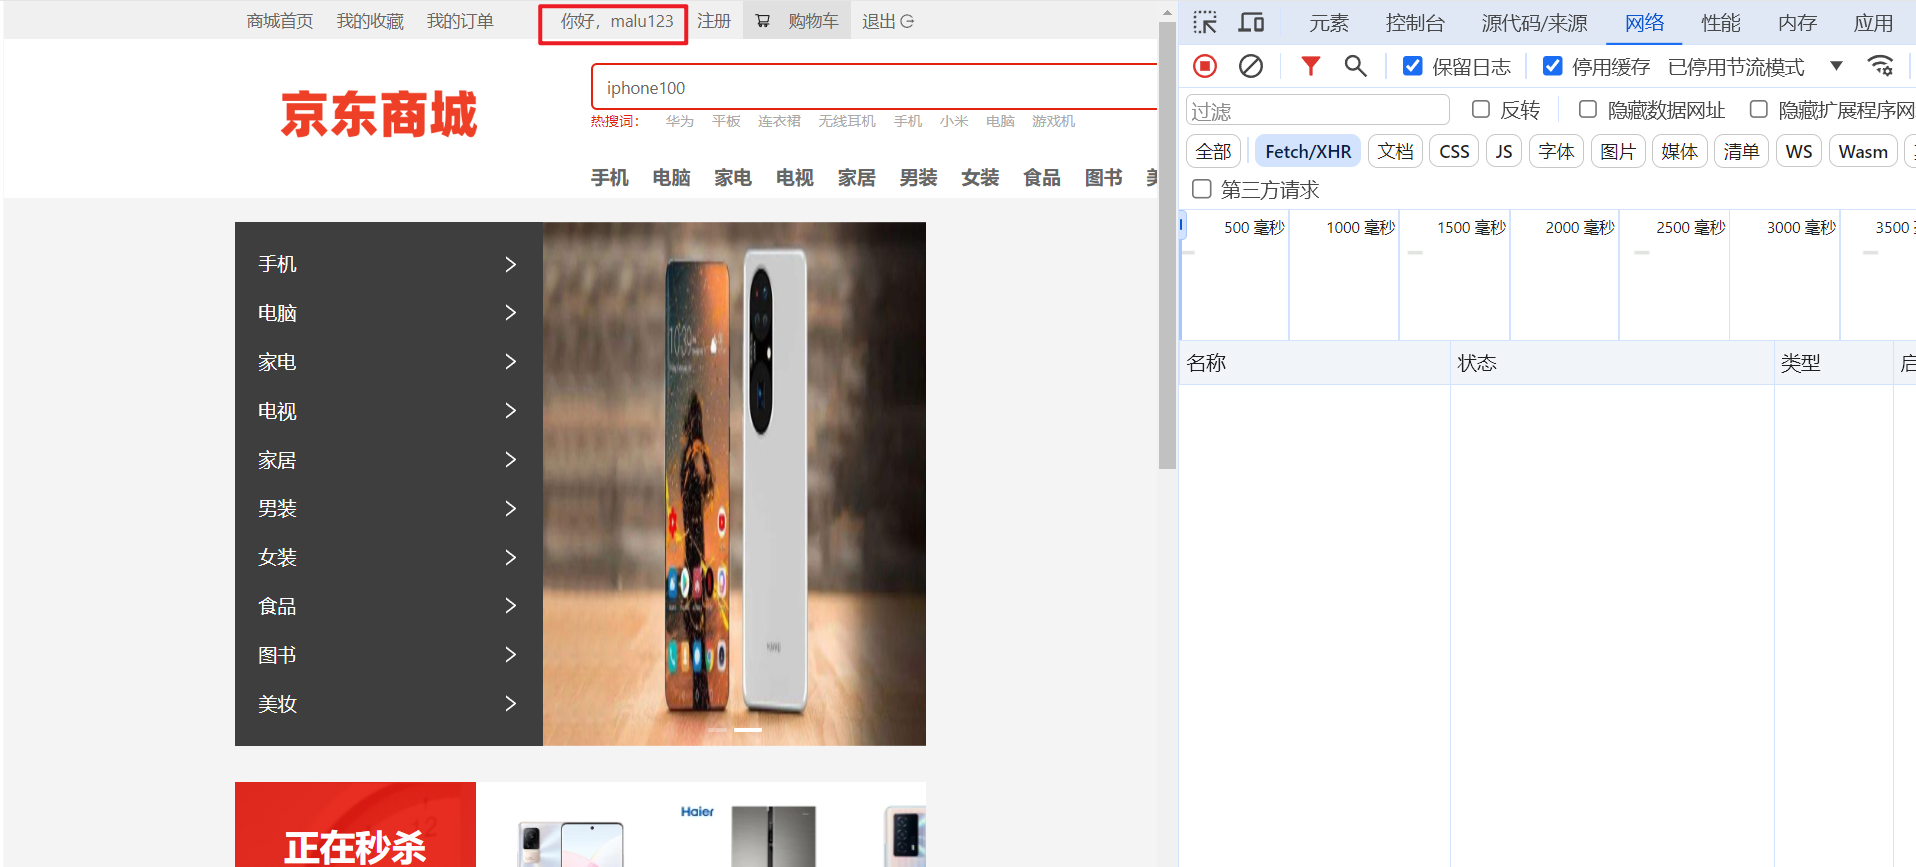 商城首页 我的收藏 我的订单 你好，malu123 注册 购物车 退出
京东商城
iphone100
热搜词： 华为 平板 连衣裙 无线耳机 手机 小米 电脑 游戏机
手机 电脑 家电 电视 家居 男装 女装 食品 图书
手机
电脑
家电
电视
家居
男装
女装
食品
图书
美妆
正在秒杀
Haier
元素 控制台 源代码/来源 网络 性能 内存 应用
保留日志 停用缓存 已停用节流模式
过滤 反转 隐藏数据网址 隐藏扩展程序网
全部 Fetch/XHR 文档 CSS JS 字体 图片 媒体 清单 WS Wasm
第三方请求
500 毫秒 1000 毫秒 1500 毫秒 2000 毫秒 2500 毫秒 3000 毫秒 3500
名称 状态 类型